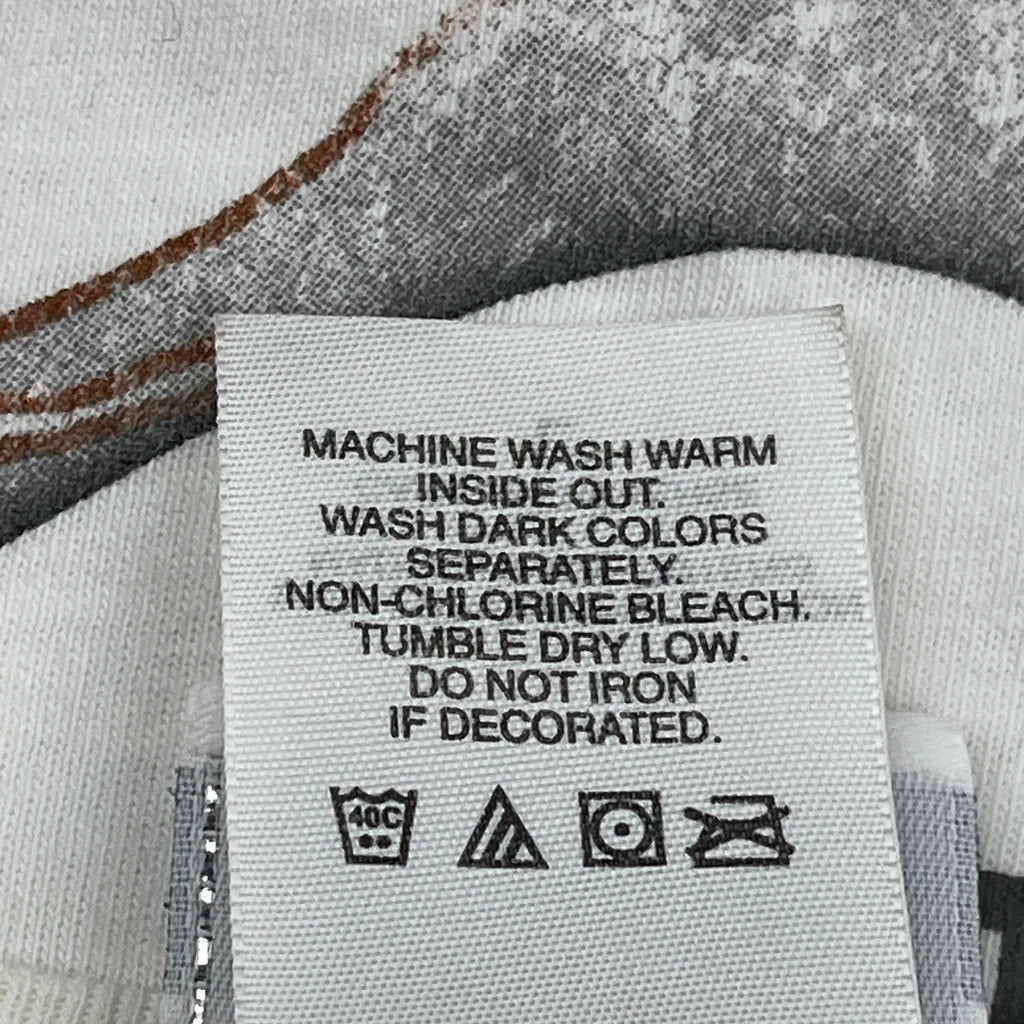 MACHINE WASH WARM
INSIDE OUT.
WASH DARK COLORS
SEPARATELY.
NON-CHLORINE BLEACH.
TUMBLE DRY LOW.
DO NOT IRON
IF DECORATED.
40C